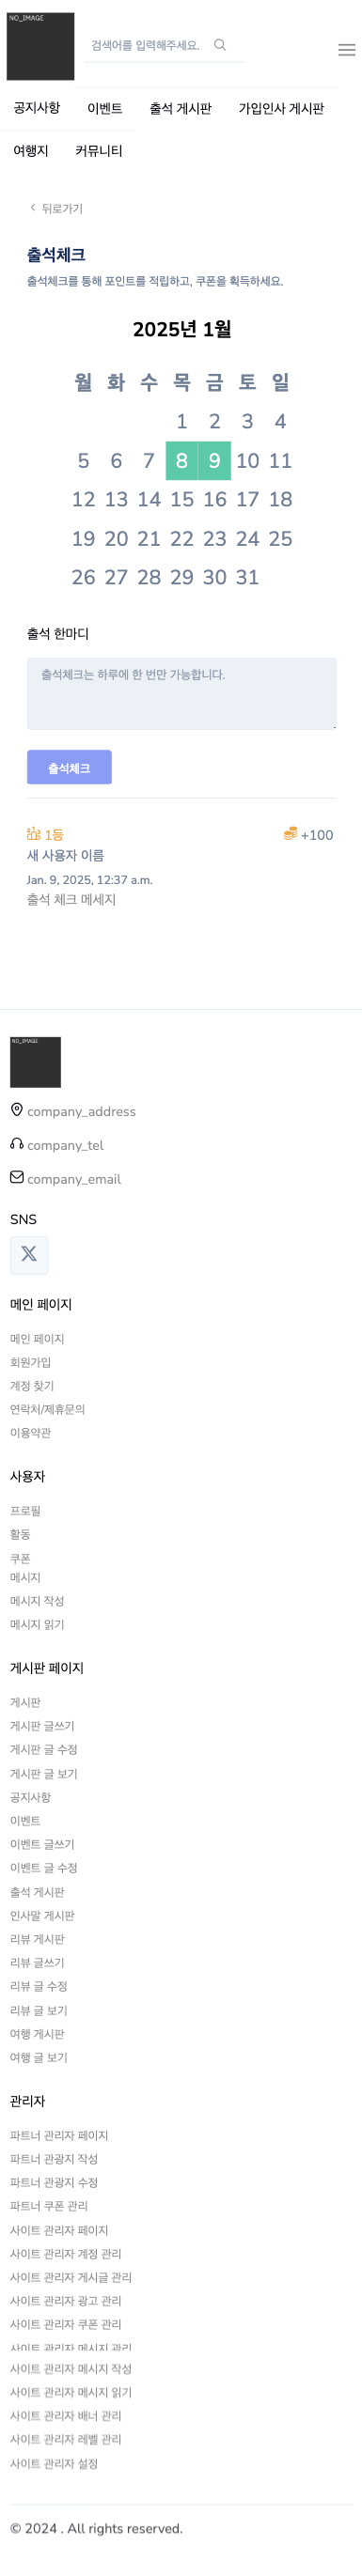 NO_IMAGE
검색어를 입력해주세요.
공지사항 이벤트 출석 게시판 가입인사 게시판
여행지 커뮤니티
뒤로가기
출석체크
출석체크를 통해 포인트를 적립하고, 쿠폰을 획득하세요.
2025년 1월
월 화 수 목 금 토 일
1 2 3 4
5 6 7 8 9 10 11
12 13 14 15 16 17 18
19 20 21 22 23 24 25
26 27 28 29 30 31
출석 한마디
출석체크는 하루에 한 번만 가능합니다.
출석체크
1등 +100
새 사용자 이름
Jan. 9, 2025, 12:37 a.m.
출석 체크 메세지
NO_IMAGE
company_address
company_tel
company_email
SNS
메인 페이지
메인 페이지
회원가입
계정 찾기
연락처/제휴문의
이용약관
사용자
프로필
활동
쿠폰
메시지
메시지 작성
메시지 읽기
게시판 페이지
게시판
게시판 글쓰기
게시판 글 수정
게시판 글 보기
공지사항
이벤트
이벤트 글쓰기
이벤트 글 수정
출석 게시판
인사말 게시판
리뷰 게시판
리뷰 글쓰기
리뷰 글 수정
리뷰 글 보기
여행 게시판
여행 글 보기
관리자
파트너 관리자 페이지
파트너 관광지 작성
파트너 관광지 수정
파트너 쿠폰 관리
사이트 관리자 페이지
사이트 관리자 계정 관리
사이트 관리자 게시글 관리
사이트 관리자 광고 관리
사이트 관리자 쿠폰 관리
사이트 관리자 메시지 관리
사이트 관리자 메시지 작성
사이트 관리자 메시지 읽기
사이트 관리자 배너 관리
사이트 관리자 레벨 관리
사이트 관리자 설정
© 2024 . All rights reserved.